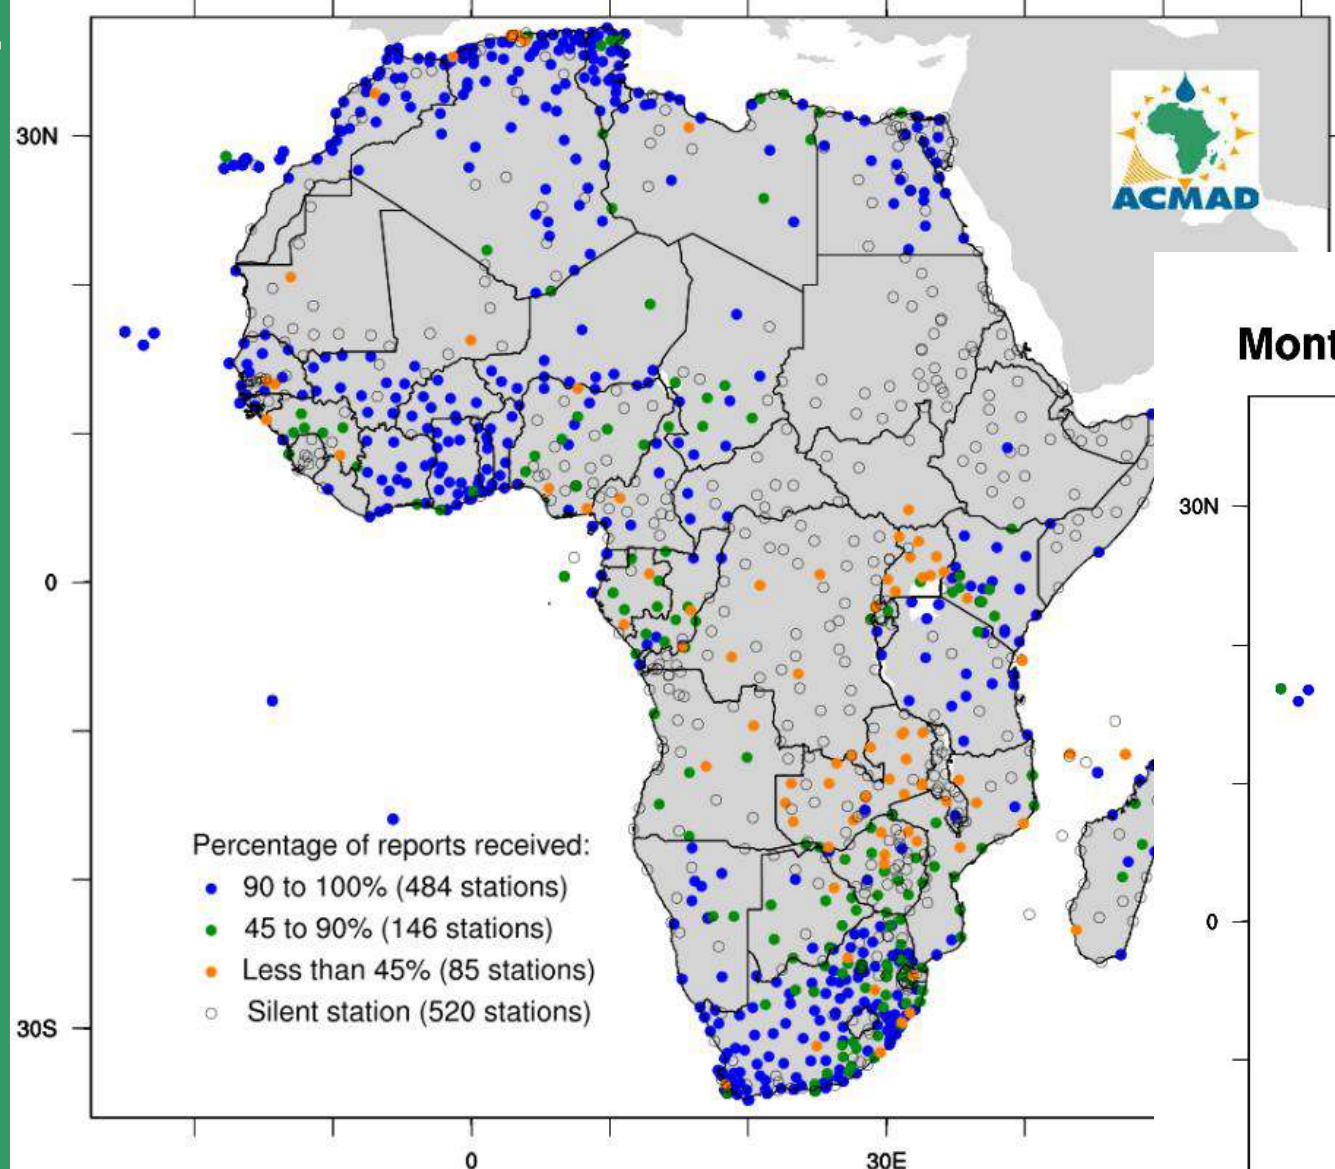 30N
0
30S
0
30E
ACMAD
Percentage of reports received:
90 to 100% (484 stations)
45 to 90% (146 stations)
Less than 45% (85 stations)
Silent station (520 stations)
Mont
30N
0